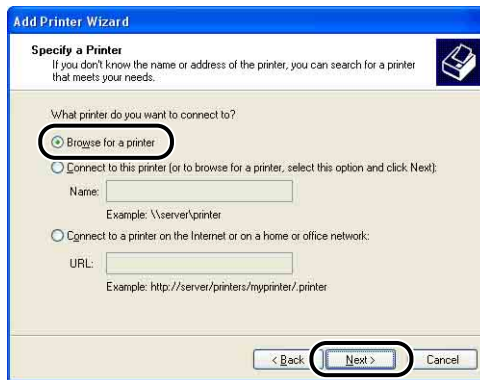 Add Printer Wizard
Specify a Printer
If you don't know the name or address of the printer, you can search for a printer
that meets your needs.
What printer do you want to connect to?
Browse for a printer
Connect to this printer (or to browse for a printer, select this option and click Next):
Name:
Example: \\server\printer
Connect to a printer on the Internet or on a home or office network:
URL:
Example: http://server/printers/myprinter/.printer
< Back Next > Cancel